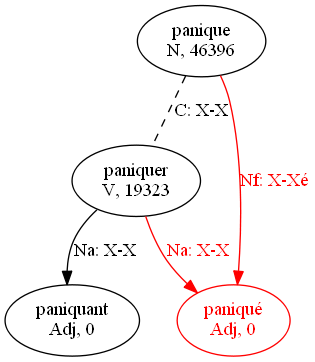 panique
N, 46396
C: X-X
paniquer
V, 19323
Nf: X-Xé
Na: X-X
Na: X-X
paniquant
Adj, 0
paniqué
Adj, 0